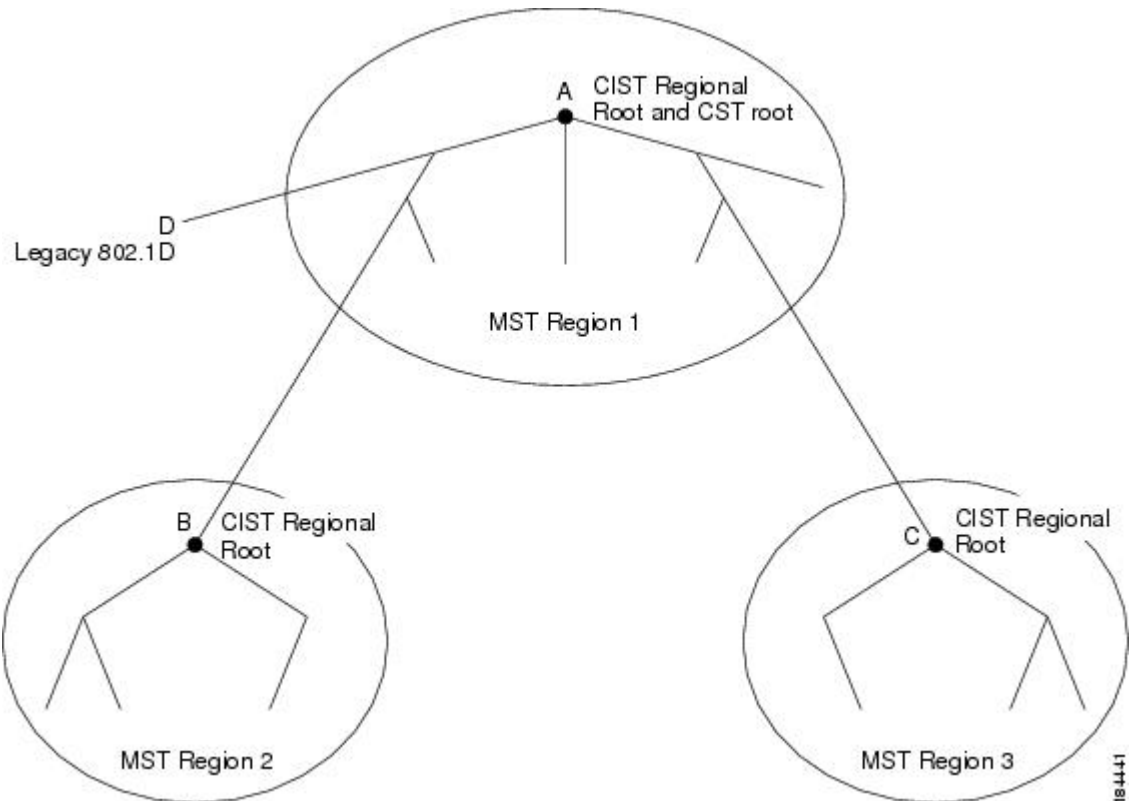 A
CIST Regional
Root and CST root
D
Legacy 802.1D
MST Region 1
B
CIST Regional
Root
C
CIST Regional
Root
MST Region 2
MST Region 3